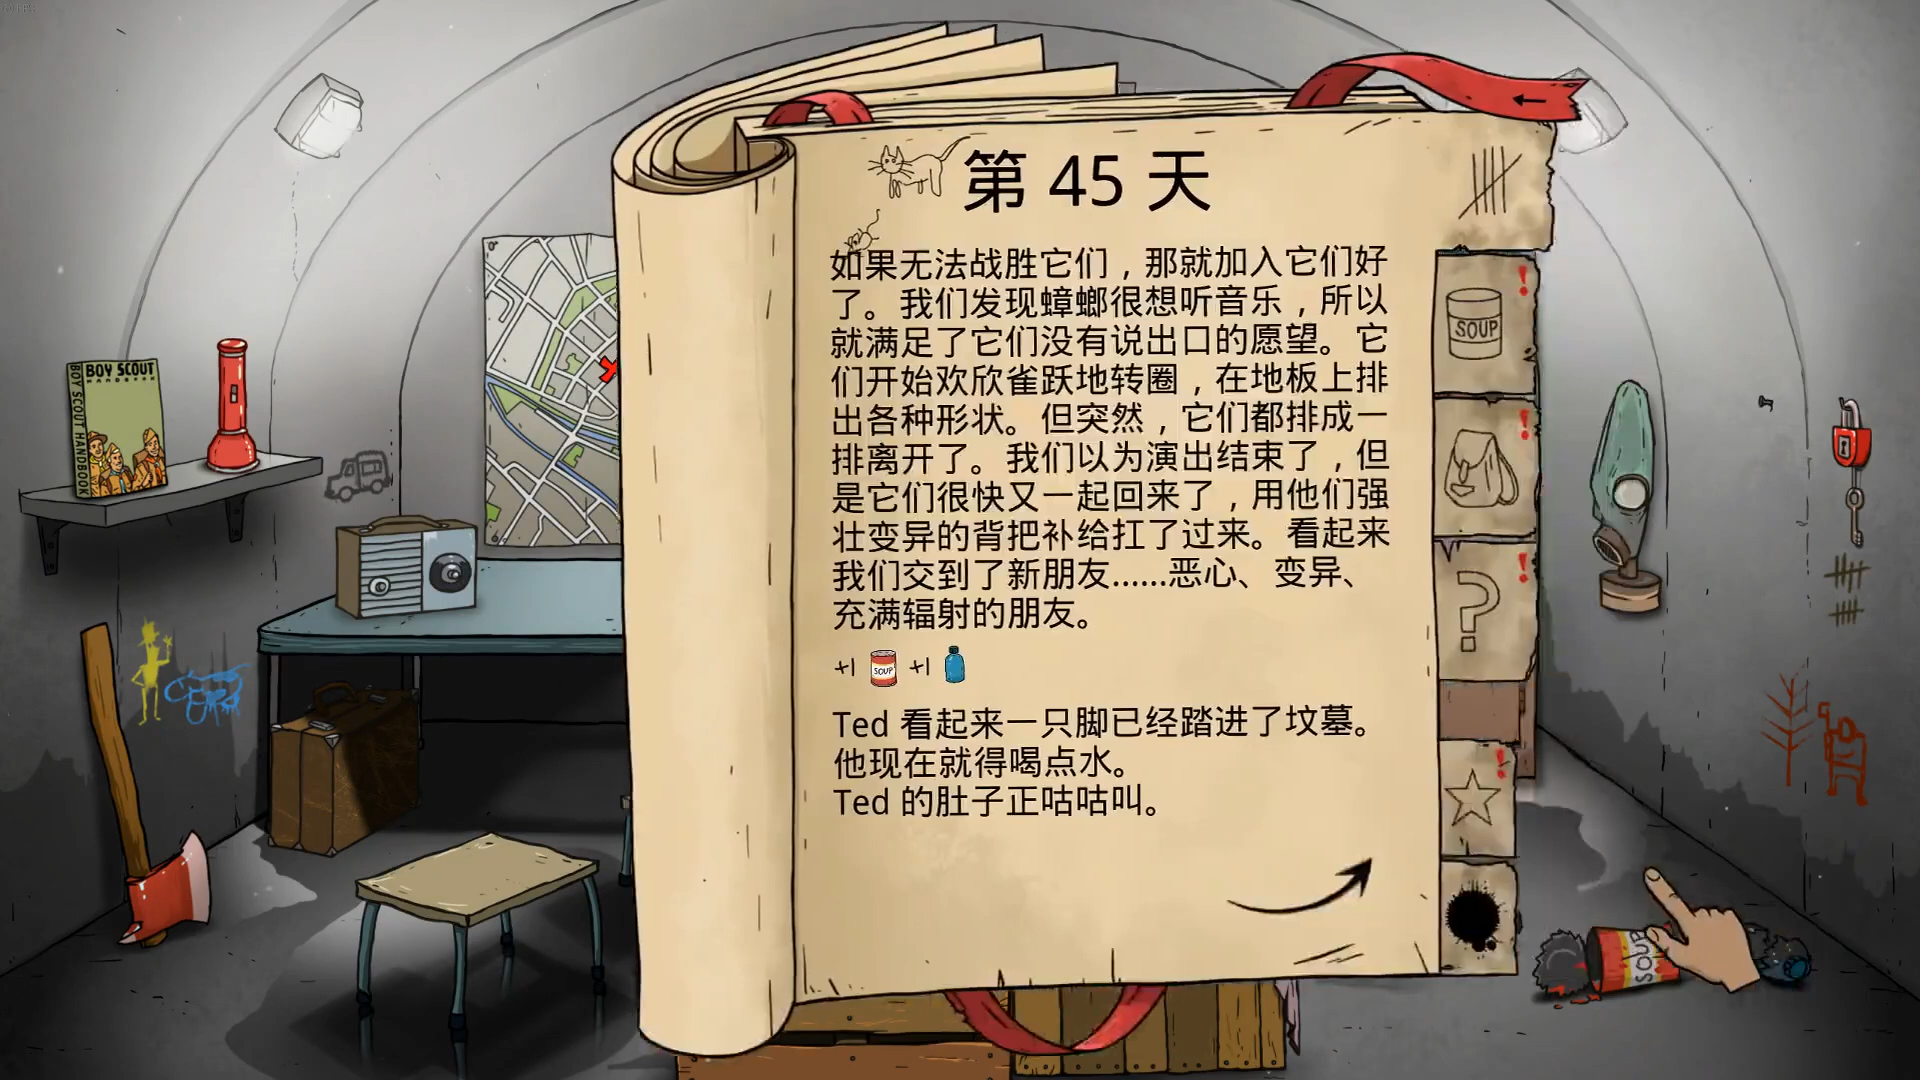 第 45 天
如果无法战胜它们，那就加入它们好
了。我们发现蟑螂很想听音乐，所以
就满足了它们没有说出口的愿望。它
们开始欢欣雀跃地转圈，在地板上排
出各种形状。但突然，它们都排成一
排离开了。我们以为演出结束了，但
是它们很快又一起回来了，用他们强
壮变异的背把补给扛了过来。看起来
我们交到了新朋友……恶心、变异、
充满辐射的朋友。
+1 SOUP +1
Ted 看起来一只脚已经踏进了坟墓。
他现在就得喝点水。
Ted 的肚子正咕咕叫。
!
SOUP
!
!
?
!
BOY SCOUT
HANDBOOK
BOY SCOUT HANDBOOK
SOUP